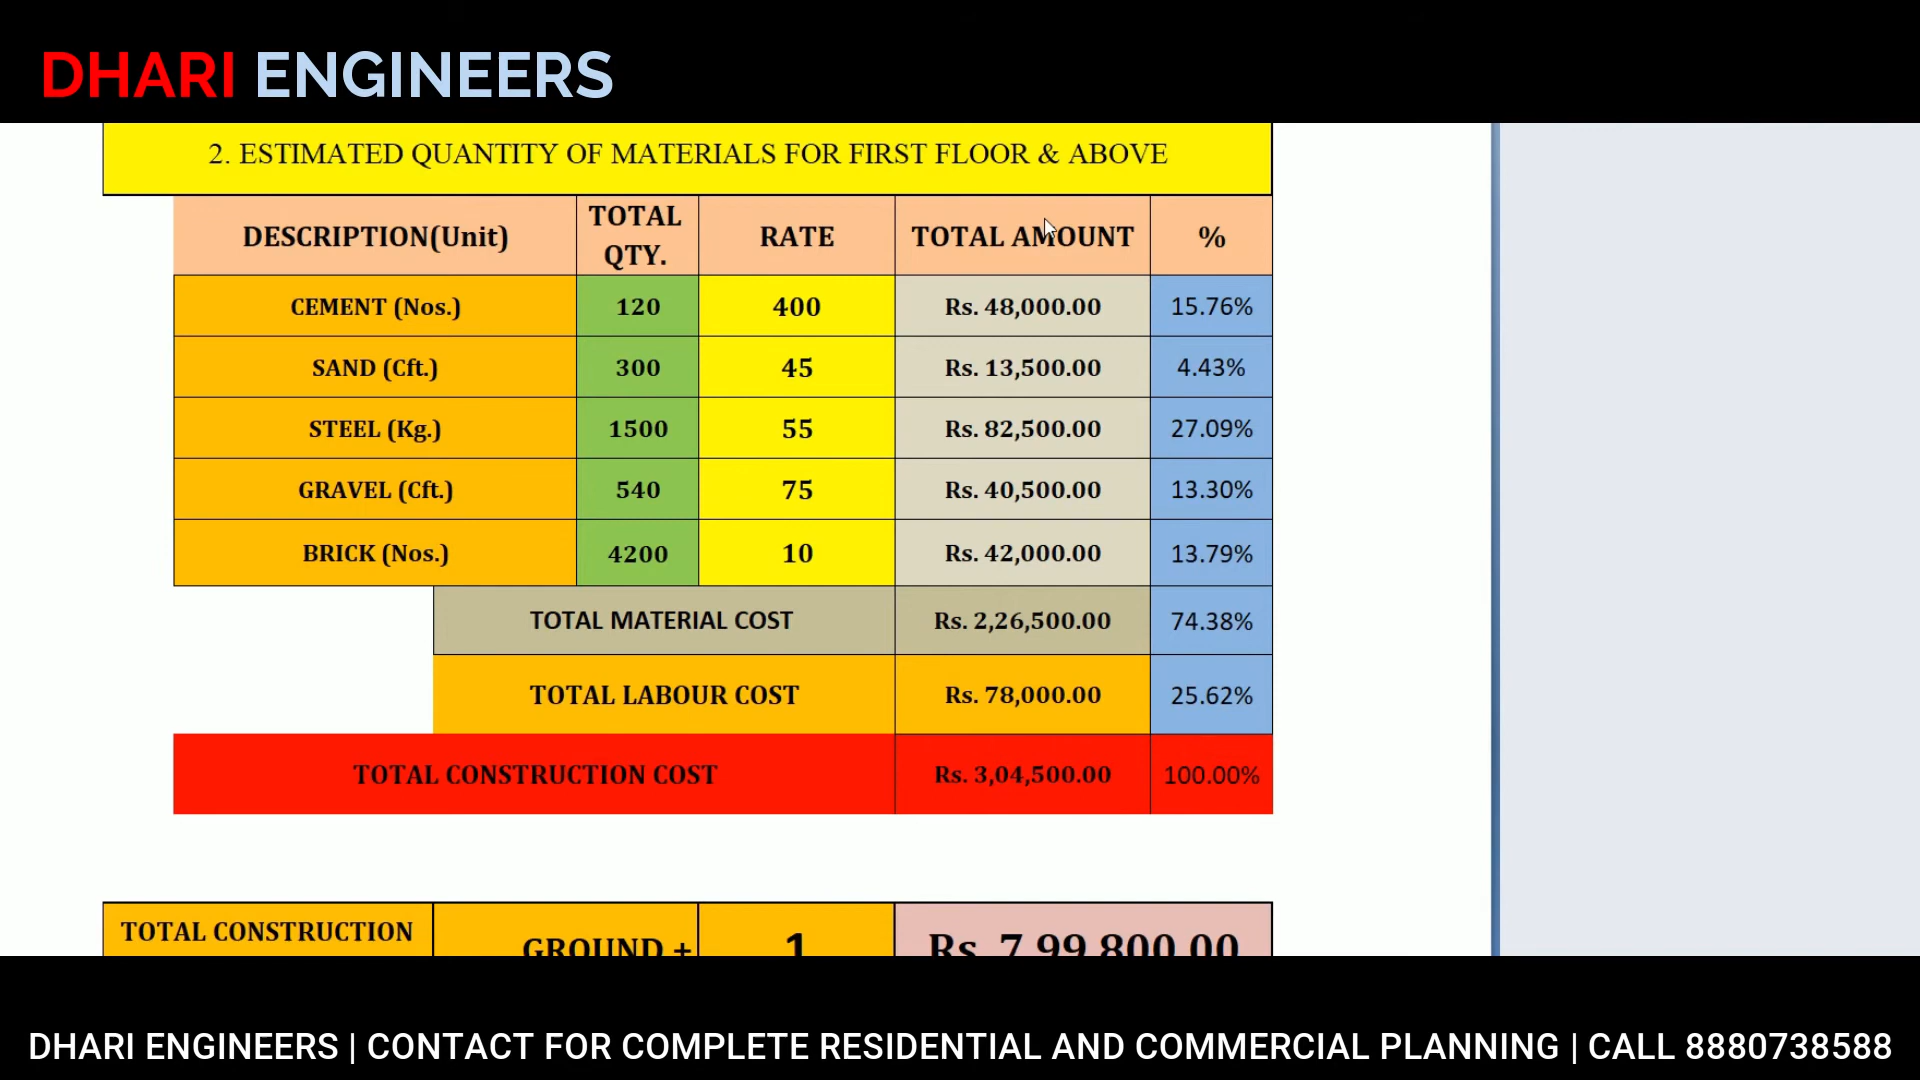 DHARI ENGINEERS
2. ESTIMATED QUANTITY OF MATERIALS FOR FIRST FLOOR & ABOVE
DESCRIPTION(Unit) TOTAL QTY. RATE TOTAL AMOUNT %
CEMENT (Nos.) 120 400 Rs. 48,000.00 15.76%
SAND (Cft.) 300 45 Rs. 13,500.00 4.43%
STEEL (Kg.) 1500 55 Rs. 82,500.00 27.09%
GRAVEL (Cft.) 540 75 Rs. 40,500.00 13.30%
BRICK (Nos.) 4200 10 Rs. 42,000.00 13.79%
TOTAL MATERIAL COST Rs. 2,26,500.00 74.38%
TOTAL LABOUR COST Rs. 78,000.00 25.62%
TOTAL CONSTRUCTION COST Rs. 3,04,500.00 100.00%
TOTAL CONSTRUCTION GROUND + 1 Rs. 7,99,800.00
DHARI ENGINEERS | CONTACT FOR COMPLETE RESIDENTIAL AND COMMERCIAL PLANNING | CALL 8880738588